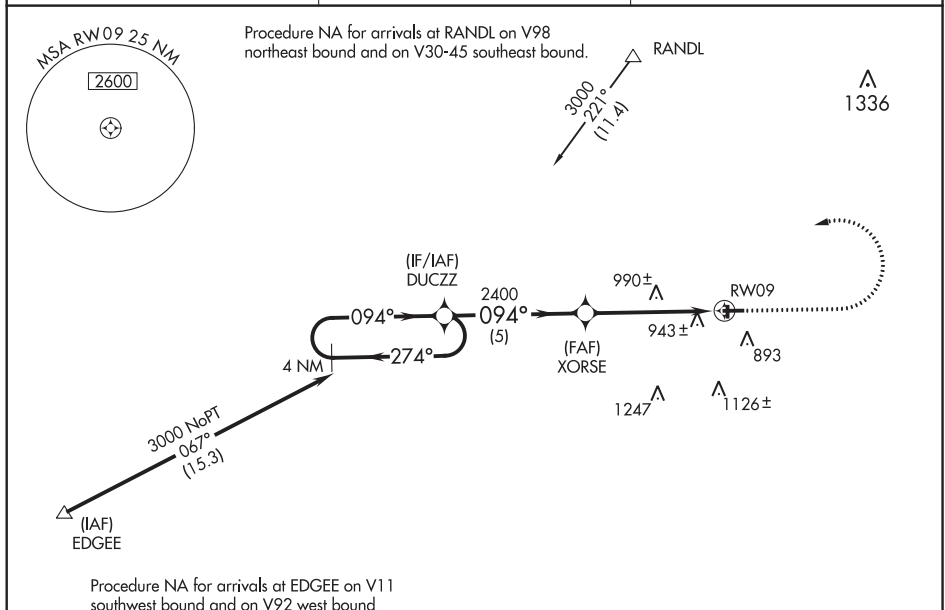 MSA RW09 25 NM
2600
Procedure NA for arrivals at RANDL on V98
northeast bound and on V30-45 southeast bound.
RANDL
3000
221°
(11.4)
1336
(IF/IAF)
DUCZZ
094°
2400
094°
(5)
990±
RW09
943±
(FAF)
XORSE
893
274°
4 NM
1247
1126±
3000 NoPT
067°
(15.3)
(IAF)
EDGEE
Procedure NA for arrivals at EDGEE on V11
southwest bound and on V92 west bound